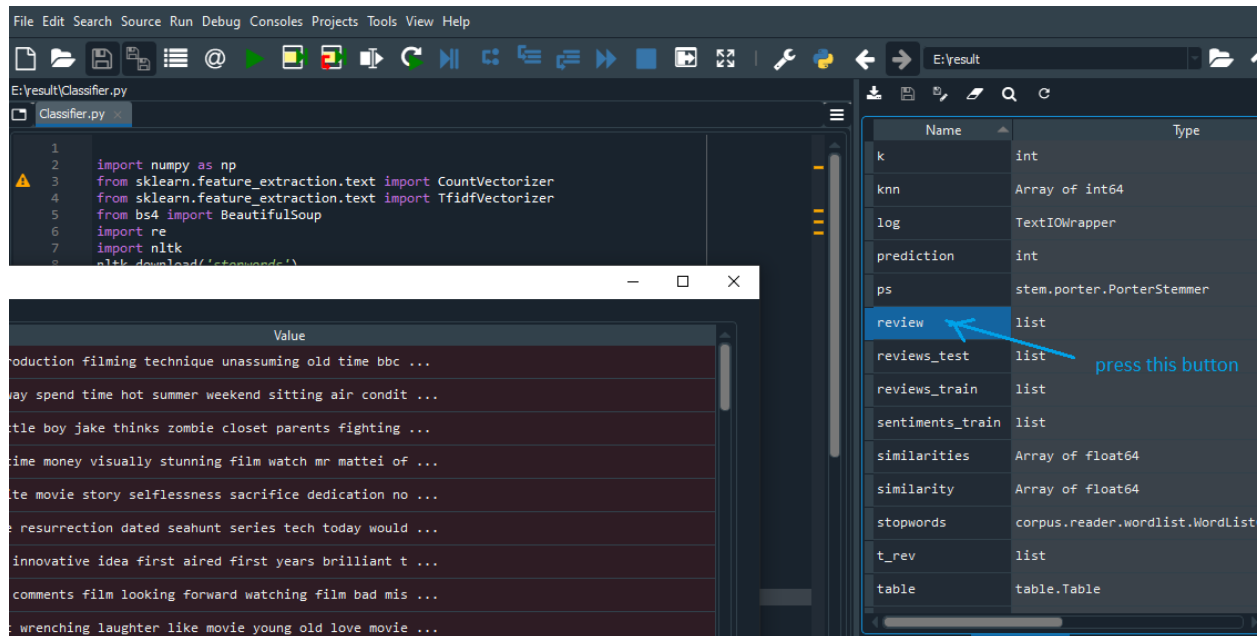 File Edit Search Source Run Debug Consoles Projects Tools View Help
E:\result
E:\result\Classifier.py
Classifier.py
1
2 import numpy as np
3 from sklearn.feature_extraction.text import CountVectorizer
4 from sklearn.feature_extraction.text import TfidfVectorizer
5 from bs4 import BeautifulSoup
6 import re
7 import nltk
8 nltk.download('stopwords')
Value
roduction filming technique unassuming old time bbc ...
way spend time hot summer weekend sitting air condit ...
ttle boy jake thinks zombie closet parents fighting ...
time money visually stunning film watch mr mattei of ...
ite movie story selflessness sacrifice dedication no ...
e resurrection dated seahunt series tech today would ...
innovative idea first aired first years brilliant t ...
comments film looking forward watching film bad mis ...
t wrenching laughter like movie young old love movie ...
Name Type
k int
knn Array of int64
log TextIOWrapper
prediction int
ps stem.porter.PorterStemmer
review list
press this button
reviews_test list
reviews_train list
sentiments_train list
similarities Array of float64
similarity Array of float64
stopwords corpus.reader.wordlist.WordList
t_rev list
table table.Table